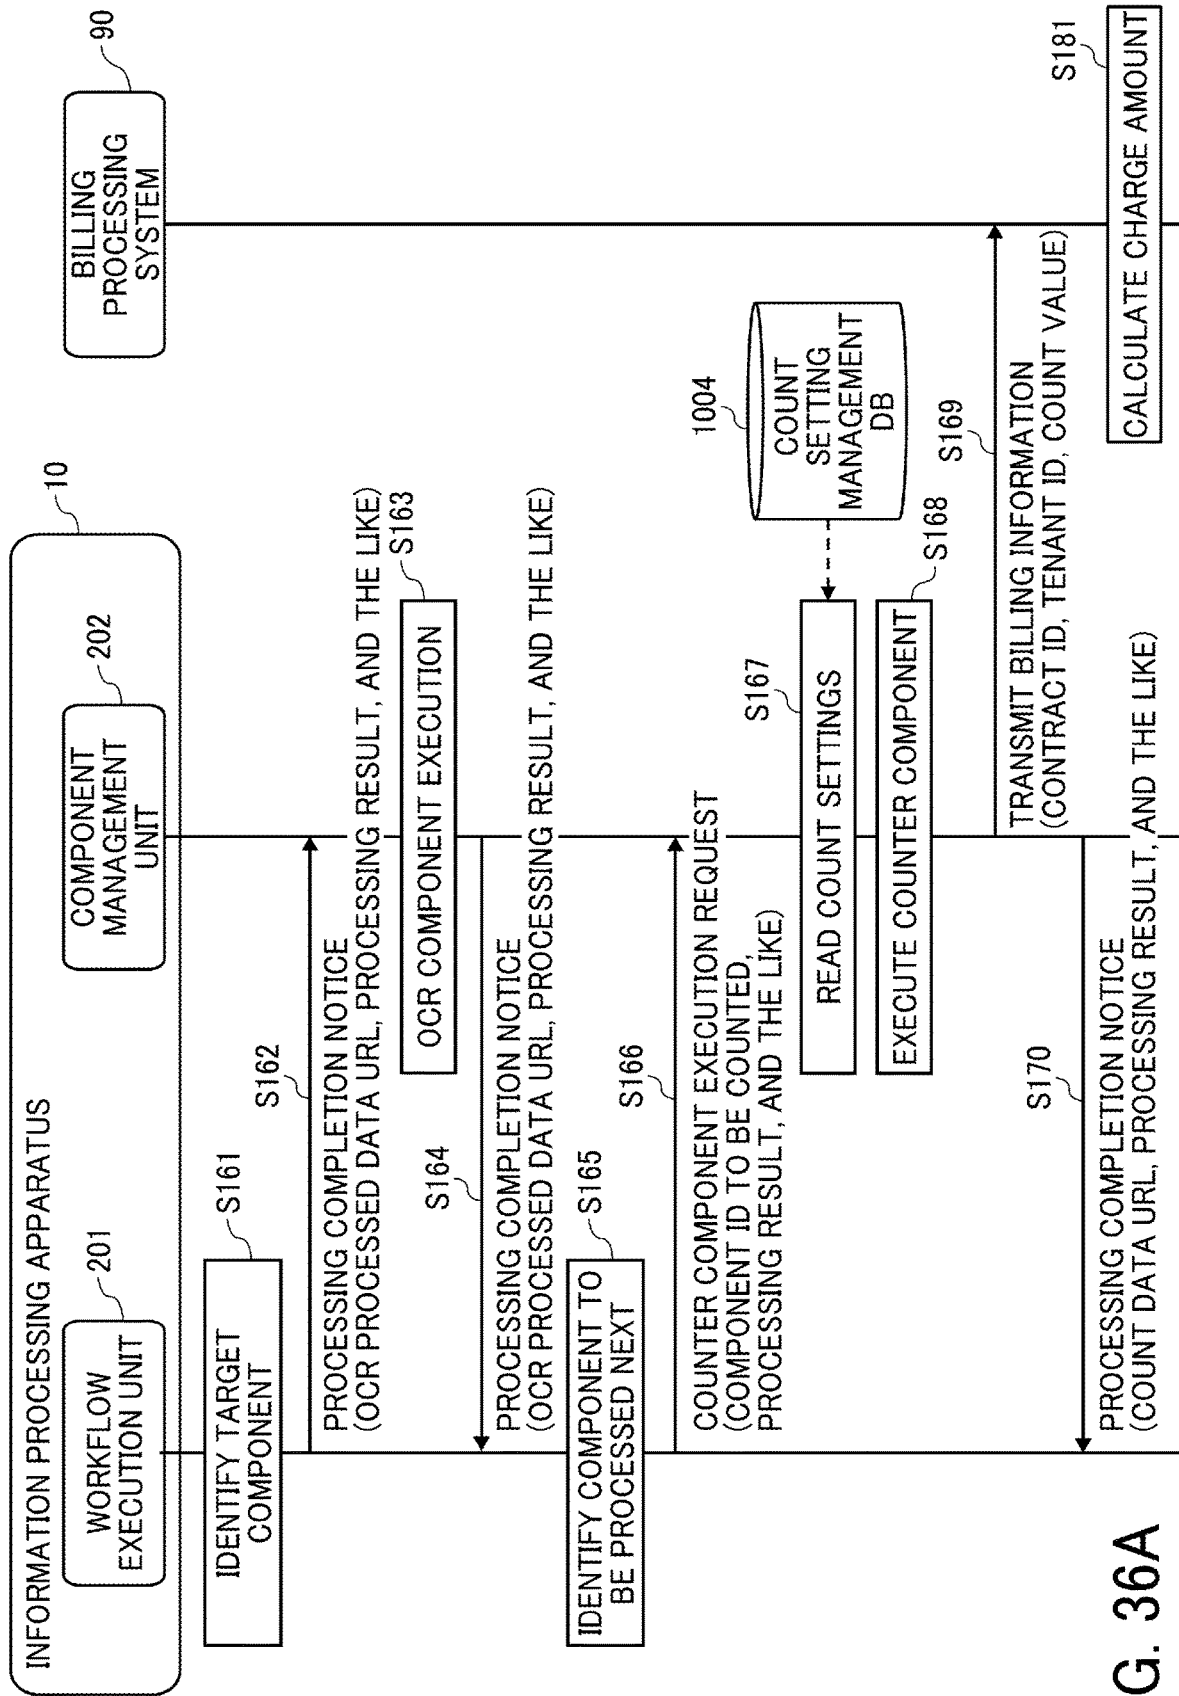 INFORMATION PROCESSING APPARATUS
10
WORKFLOW
EXECUTION UNIT
201
COMPONENT
MANAGEMENT
UNIT
202
BILLING
PROCESSING
SYSTEM
90
IDENTIFY TARGET
COMPONENT
S161
S162
PROCESSING COMPLETION NOTICE
(OCR PROCESSED DATA URL, PROCESSING RESULT, AND THE LIKE)
OCR COMPONENT EXECUTION
S163
S164
PROCESSING COMPLETION NOTICE
(OCR PROCESSED DATA URL, PROCESSING RESULT, AND THE LIKE)
IDENTIFY COMPONENT TO
BE PROCESSED NEXT
S165
S166
COUNTER COMPONENT EXECUTION REQUEST
(COMPONENT ID TO BE COUNTED,
PROCESSING RESULT, AND THE LIKE)
READ COUNT SETTINGS
S167
1004
COUNT
SETTING
MANAGEMENT
DB
EXECUTE COUNTER COMPONENT
S168
S169
TRANSMIT BILLING INFORMATION
(CONTRACT ID, TENANT ID, COUNT VALUE)
S170
PROCESSING COMPLETION NOTICE
(COUNT DATA URL, PROCESSING RESULT, AND THE LIKE)
CALCULATE CHARGE AMOUNT
S181
G. 36A